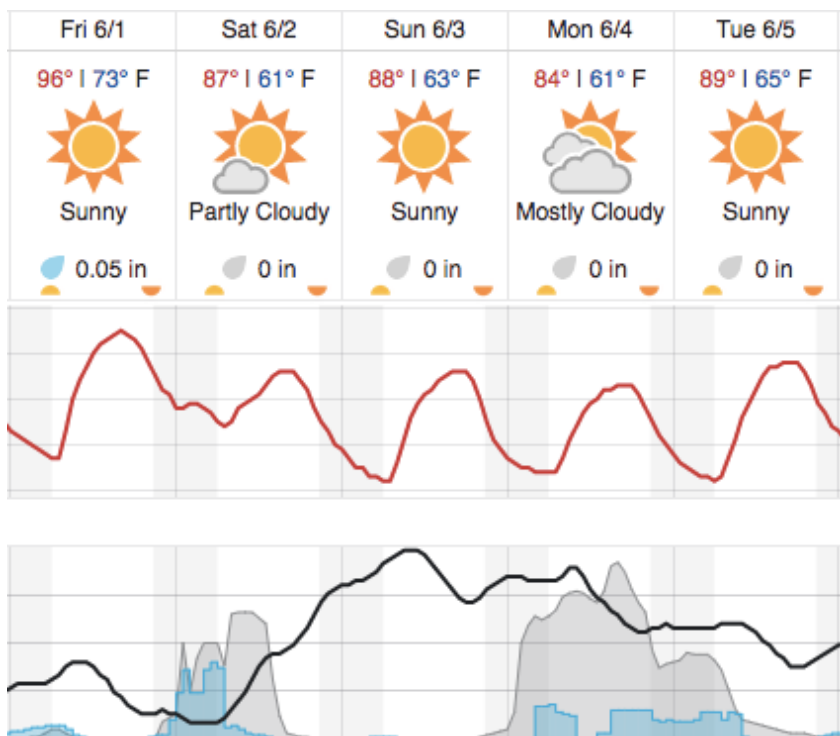 Fri 6/1 Sat 6/2 Sun 6/3 Mon 6/4 Tue 6/5
96° | 73° F 87° | 61° F 88° | 63° F 84° | 61° F 89° | 65° F
Sunny Partly Cloudy Sunny Mostly Cloudy Sunny
0.05 in 0 in 0 in 0 in 0 in